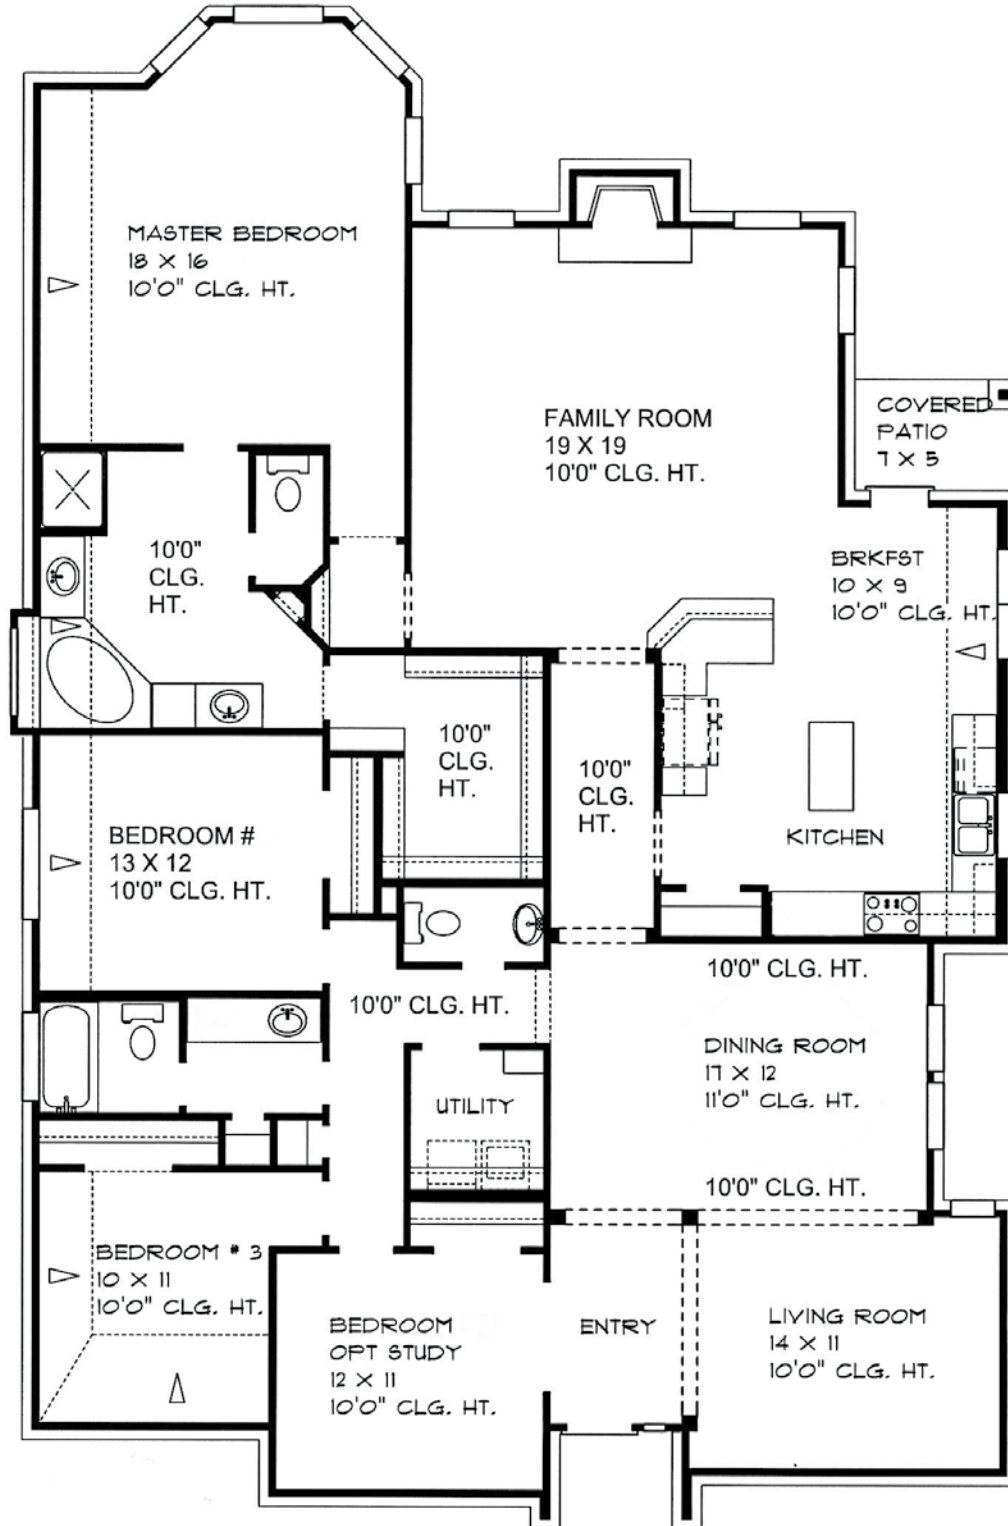 MASTER BEDROOM
18 X 16
10'0" CLG. HT.
FAMILY ROOM
19 X 19
10'0" CLG. HT.
COVERED
PATIO
7 X 5
10'0"
CLG.
HT.
BRKFST
10 X 9
10'0" CLG. HT.
10'0"
CLG.
HT.
10'0"
CLG.
HT.
BEDROOM #
13 X 12
10'0" CLG. HT.
KITCHEN
10'0" CLG. HT.
10'0" CLG. HT.
DINING ROOM
17 X 12
11'0" CLG. HT.
10'0" CLG. HT.
UTILITY
BEDROOM # 3
10 X 11
10'0" CLG. HT.
BEDROOM
OPT STUDY
12 X 11
10'0" CLG. HT.
ENTRY
LIVING ROOM
14 X 11
10'0" CLG. HT.